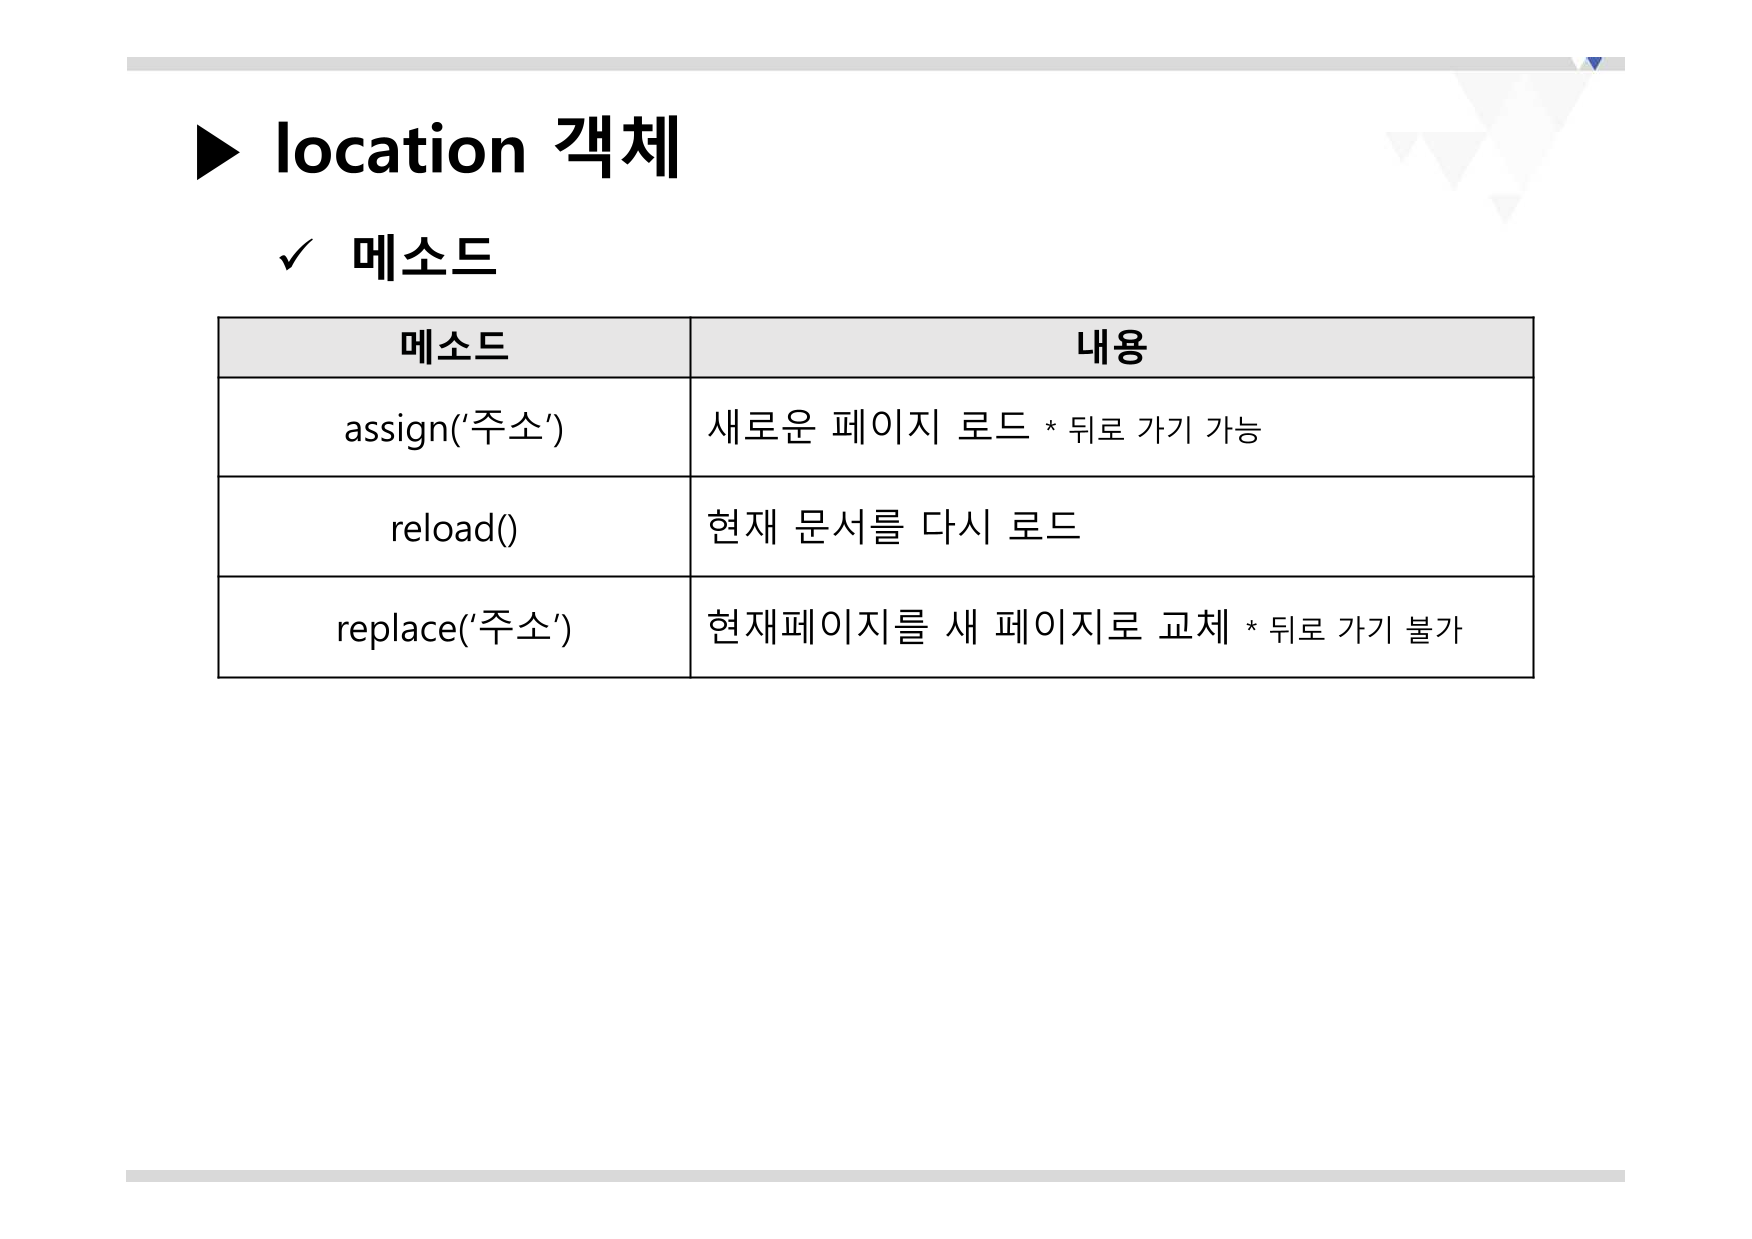 ▶ location 객체
✓ 메소드
메소드 내용
assign(‘주소’) 새로운 페이지 로드 * 뒤로 가기 가능
reload() 현재 문서를 다시 로드
replace(‘주소’) 현재페이지를 새 페이지로 교체 * 뒤로 가기 불가